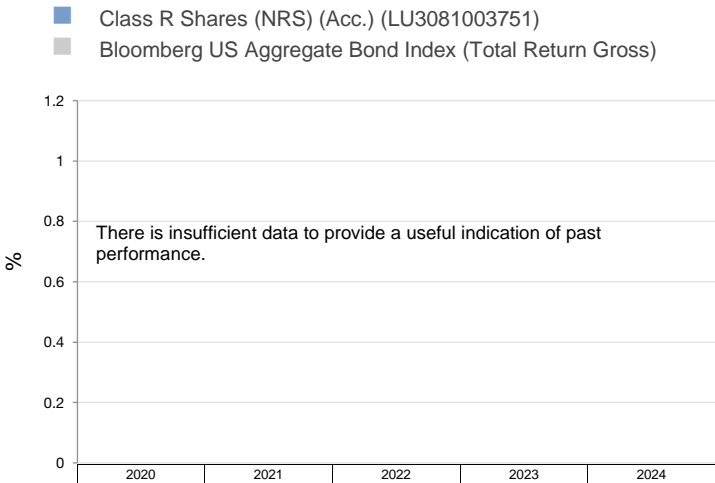 Class R Shares (NRS) (Acc.) (LU3081003751)
Bloomberg US Aggregate Bond Index (Total Return Gross)
1.2
1
0.8
There is insufficient data to provide a useful indication of past
performance.
%
0.6
0.4
0.2
0
2020 2021 2022 2023 2024